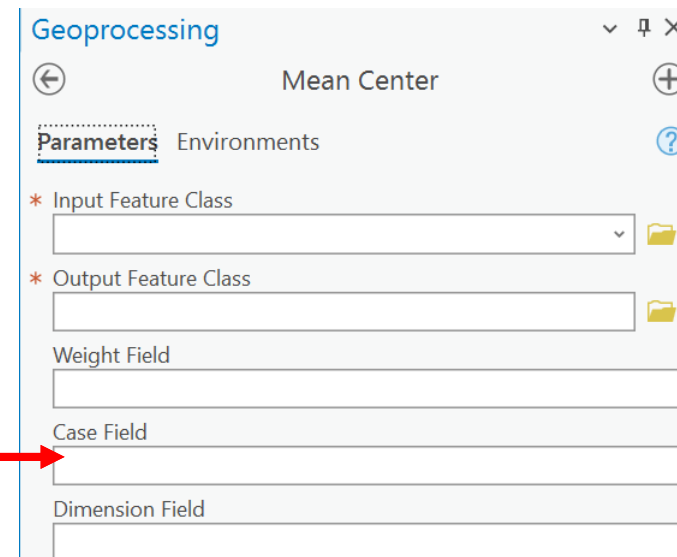 Geoprocessing
Mean Center
Parameters Environments
* Input Feature Class
* Output Feature Class
Weight Field
Case Field
Dimension Field